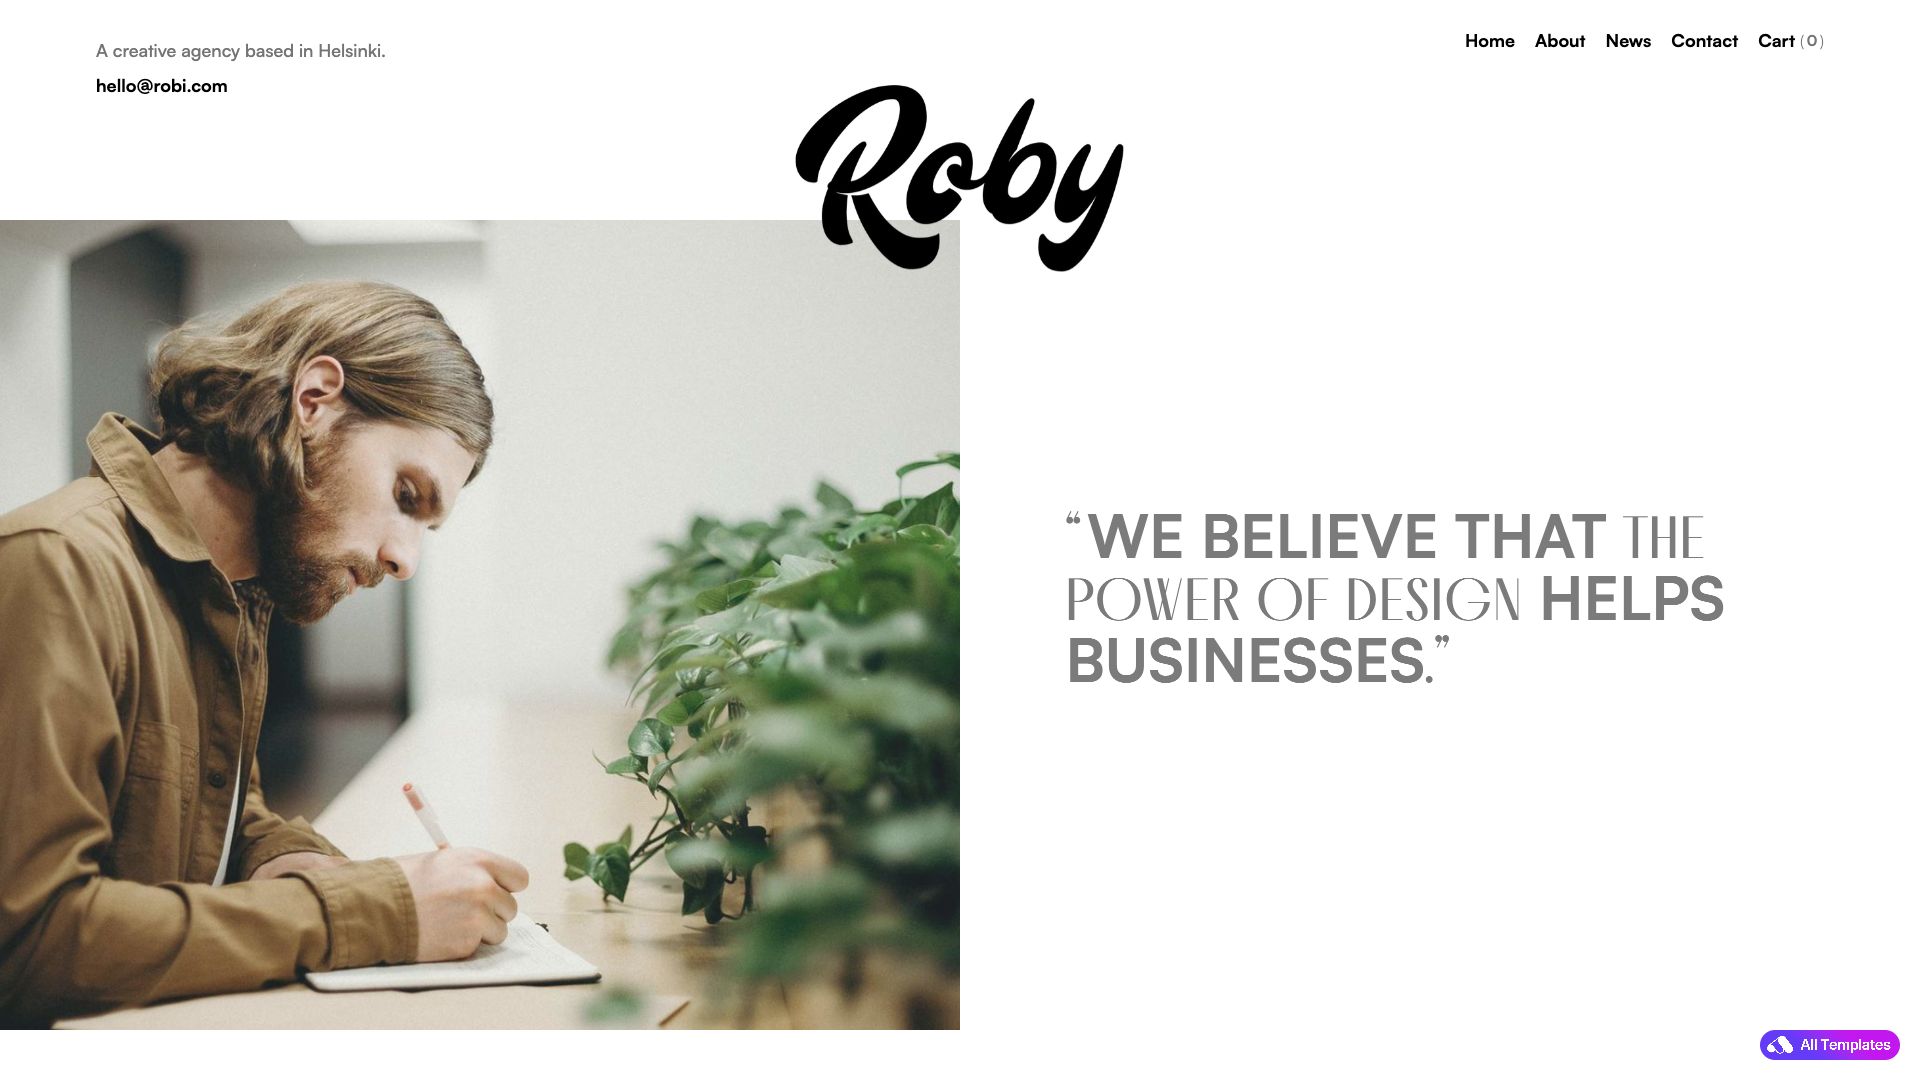 A creative agency based in Helsinki.
hello@robi.com
Home About News Contact Cart (0)
Roby
“WE BELIEVE THAT THE
POWER OF DESIGN HELPS
BUSINESSES.”
All Templates